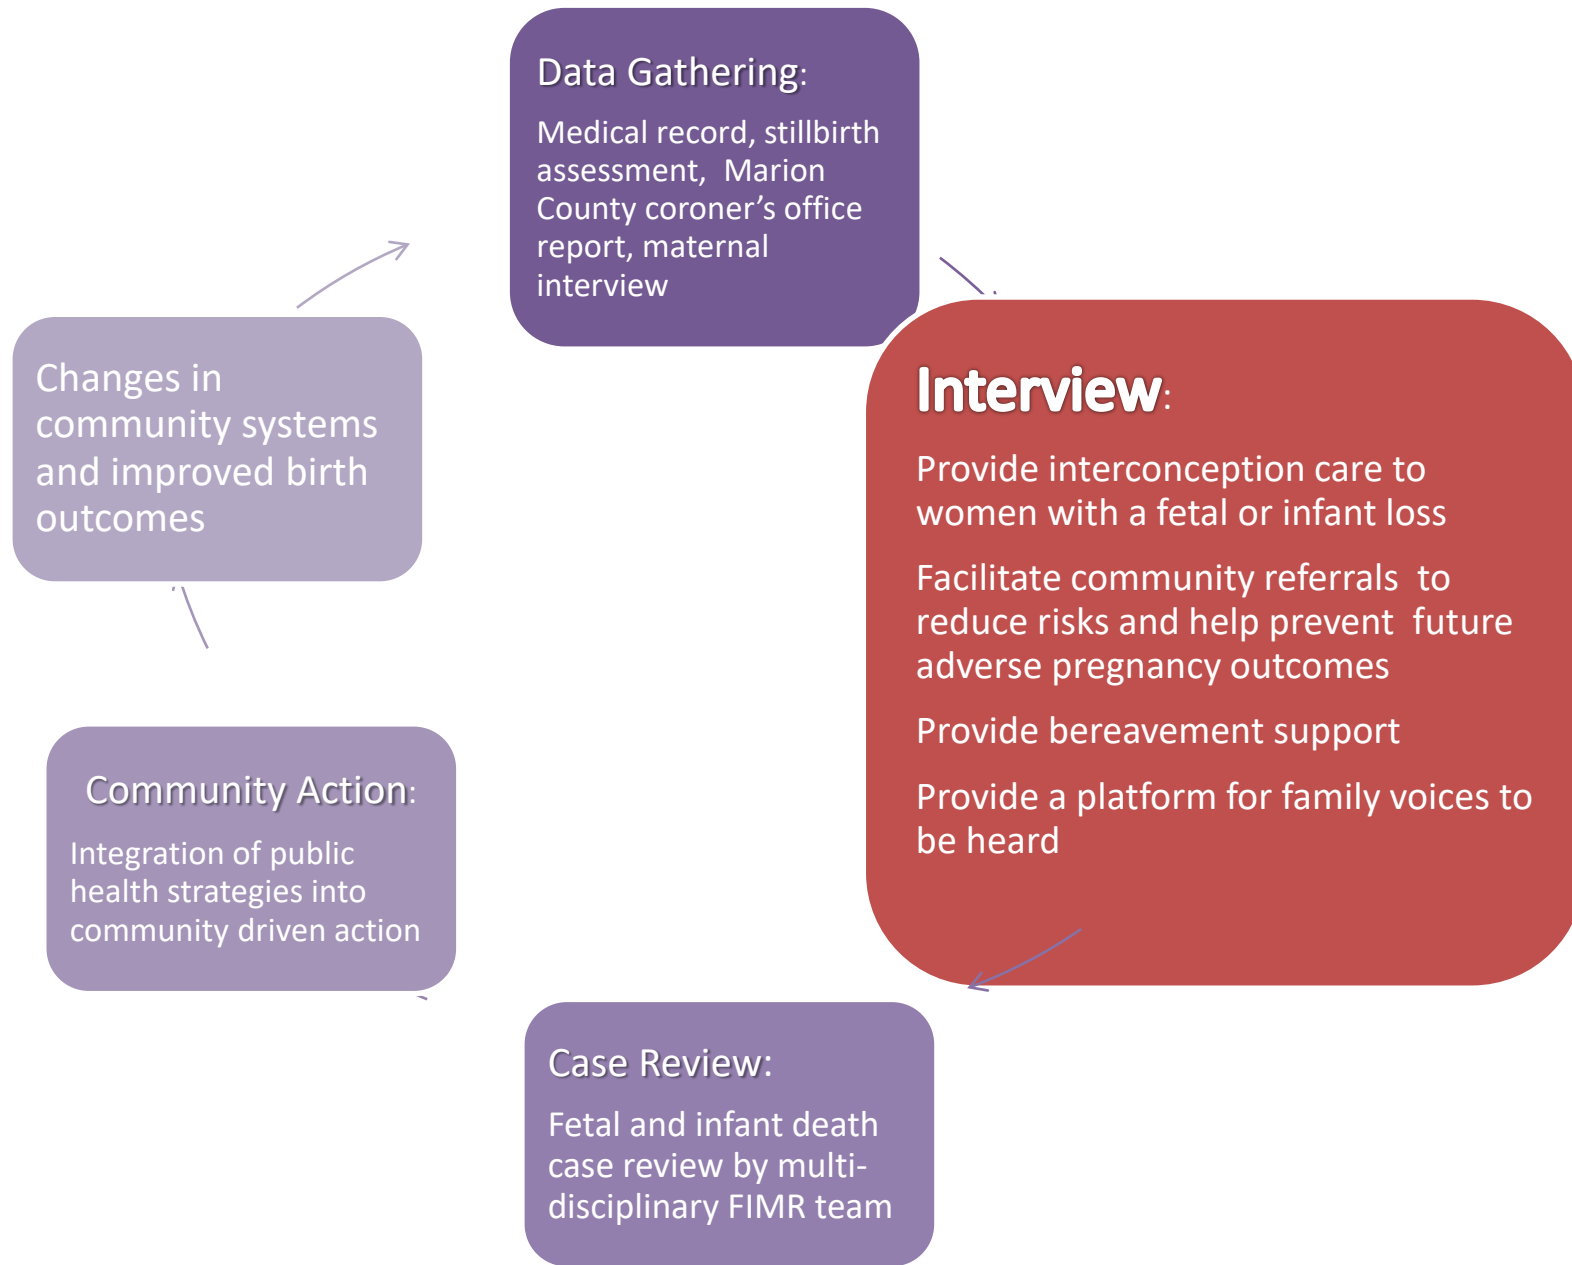 Data Gathering:
Medical record, stillbirth
assessment,  Marion
County coroner’s office
report, maternal
interview
Interview:
Provide interconception care to
women with a fetal or infant loss
Facilitate community referrals  to
reduce risks and help prevent  future
adverse pregnancy outcomes
Provide bereavement support
Provide a platform for family voices to
be heard
Case Review:
Fetal and infant death
case review by multi-
disciplinary FIMR team
Community Action:
Integration of public
health strategies into
community driven action
Changes in
community systems
and improved birth
outcomes